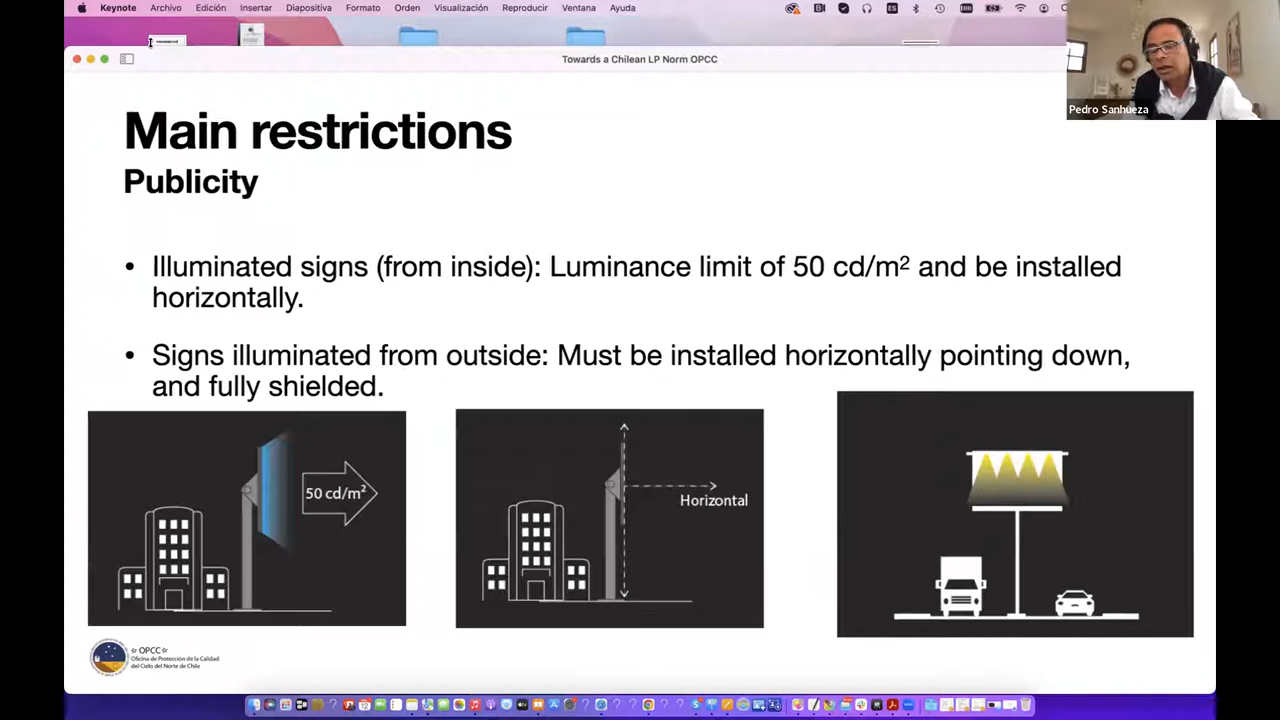 Keynote Archivo Edición Insertar Diapositiva Formato Orden Visualización Reproducir Ventana Ayuda
Towards a Chilean LP Norm OPCC
Pedro Sanhueza
Main restrictions
Publicity
• Illuminated signs (from inside): Luminance limit of 50 cd/m² and be installed
horizontally.
• Signs illuminated from outside: Must be installed horizontally pointing down,
and fully shielded.
50 cd/m²
Horizontal
OPCC
Oficina de Protección de la Calidad
del Cielo del Norte de Chile